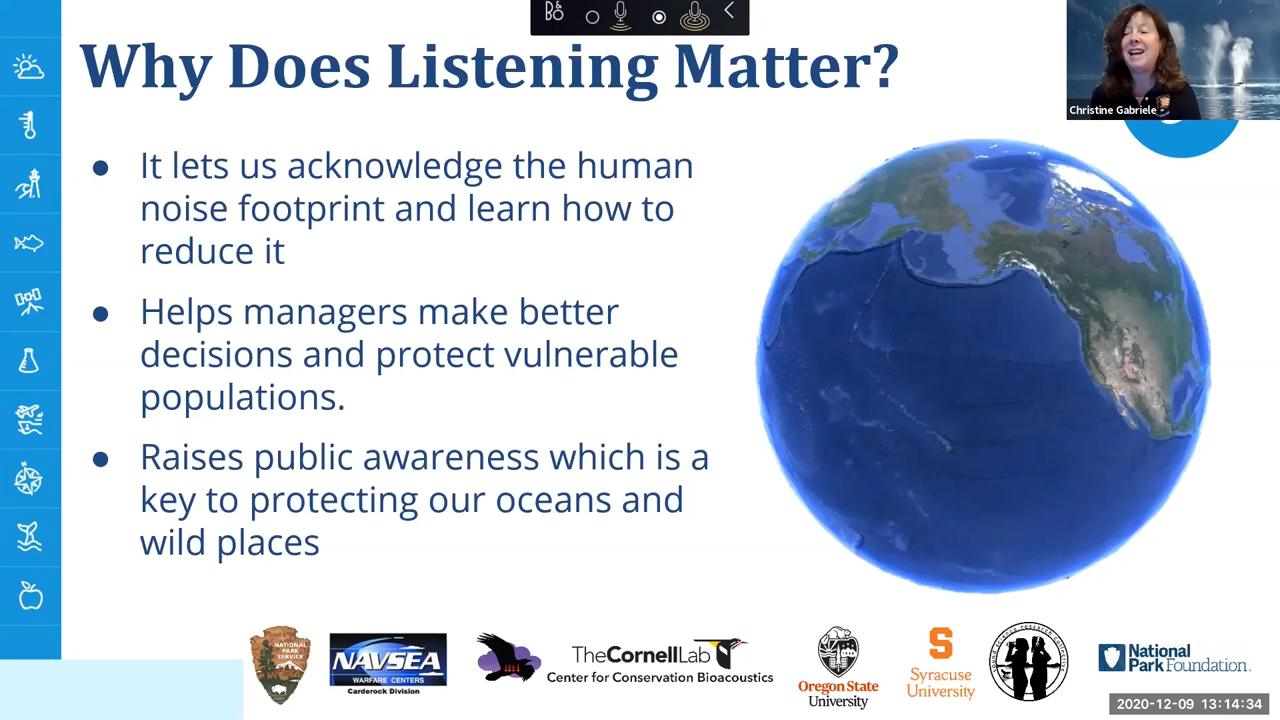 Why Does Listening Matter?
Christine Gabriele
● It lets us acknowledge the human
noise footprint and learn how to
reduce it
● Helps managers make better
decisions and protect vulnerable
populations.
● Raises public awareness which is a
key to protecting our oceans and
wild places
NATIONAL
PARK
SERVICE
NAVSEA
WARFARE CENTERS
Carderock Division
TheCornellLab
Center for Conservation Bioacoustics
Oregon State
University
S
Syracuse
University
National
Park Foundation.
2020-12-09 13:14:34